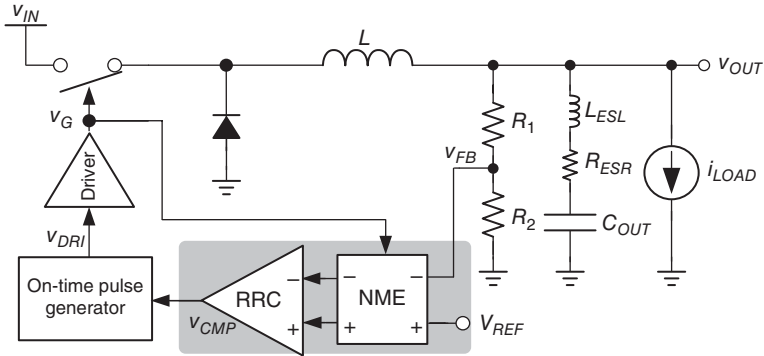 v_IN
L
v_OUT
v_G
Driver
v_DRI
On-time pulse
generator
v_CMP
RRC
−
+
NME
−
+
−
+
V_REF
v_FB
R_1
R_2
L_ESL
R_ESR
C_OUT
i_LOAD